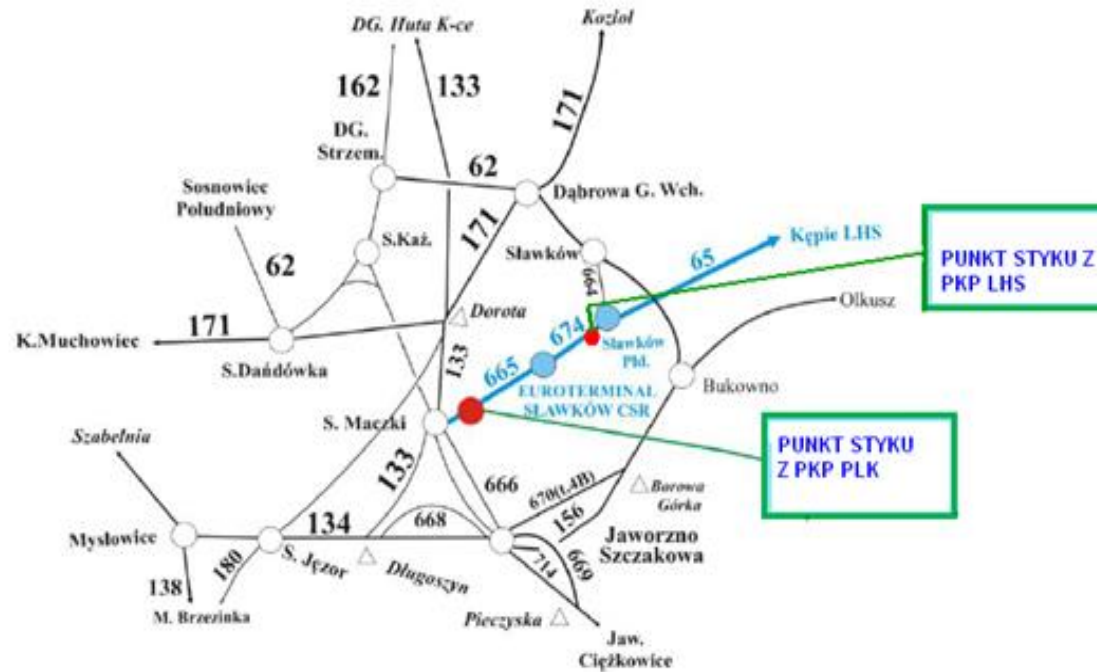 DG. Huta K-ce
Kozioł
162
133
171
DG.
Strzem.
62
Sosnowiec
Południowy
Dąbrowa G. Wch.
S.Kaź.
171
Sławków
65
Kępie LHS
PUNKT STYKU Z
PKP LHS
62
664
Olkusz
171
Dorota
674
K.Muchowiec
Sławków
Płd.
S.Dańdówka
133
665
EUROTERMINAL
SŁAWKÓW CSR
Bukowno
S. Maczki
Szabelnia
PUNKT STYKU
Z PKP PLK
133
666
670(t.4B)
Borowa
Górka
134
668
156
Mysłowice
Jaworzno
Szczakowa
S. Jęzor
180
Długoszyn
714
669
138
M. Brzezinka
Pieczyska
Jaw.
Ciężkowice